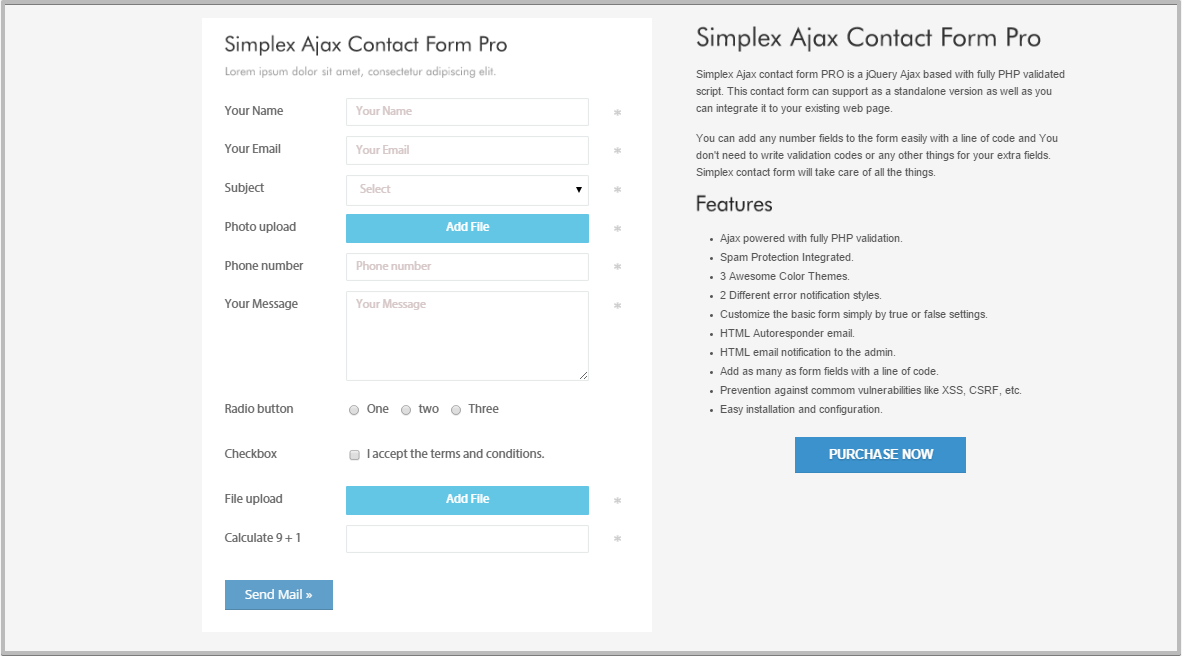 Simplex Ajax Contact Form Pro
Lorem ipsum dolor sit amet, consectetur adipiscing elit.
Your Name
Your Name
*
Your Email
Your Email
*
Subject
Select
*
Photo upload
Add File
*
Phone number
Phone number
*
Your Message
Your Message
*
Radio button
One
two
Three
Checkbox
I accept the terms and conditions.
File upload
Add File
*
Calculate 9 + 1
*
Send Mail »
Simplex Ajax Contact Form Pro
Simplex Ajax contact form PRO is a jQuery Ajax based with fully PHP validated
script. This contact form can support as a standalone version as well as you
can integrate it to your existing web page.
You can add any number fields to the form easily with a line of code and You
don't need to write validation codes or any other things for your extra fields.
Simplex contact form will take care of all the things.
Features
• Ajax powered with fully PHP validation.
• Spam Protection Integrated.
• 3 Awesome Color Themes.
• 2 Different error notification styles.
• Customize the basic form simply by true or false settings.
• HTML Autoresponder email.
• HTML email notification to the admin.
• Add as many as form fields with a line of code.
• Prevention against commom vulnerabilities like XSS, CSRF, etc.
• Easy installation and configuration.
PURCHASE NOW